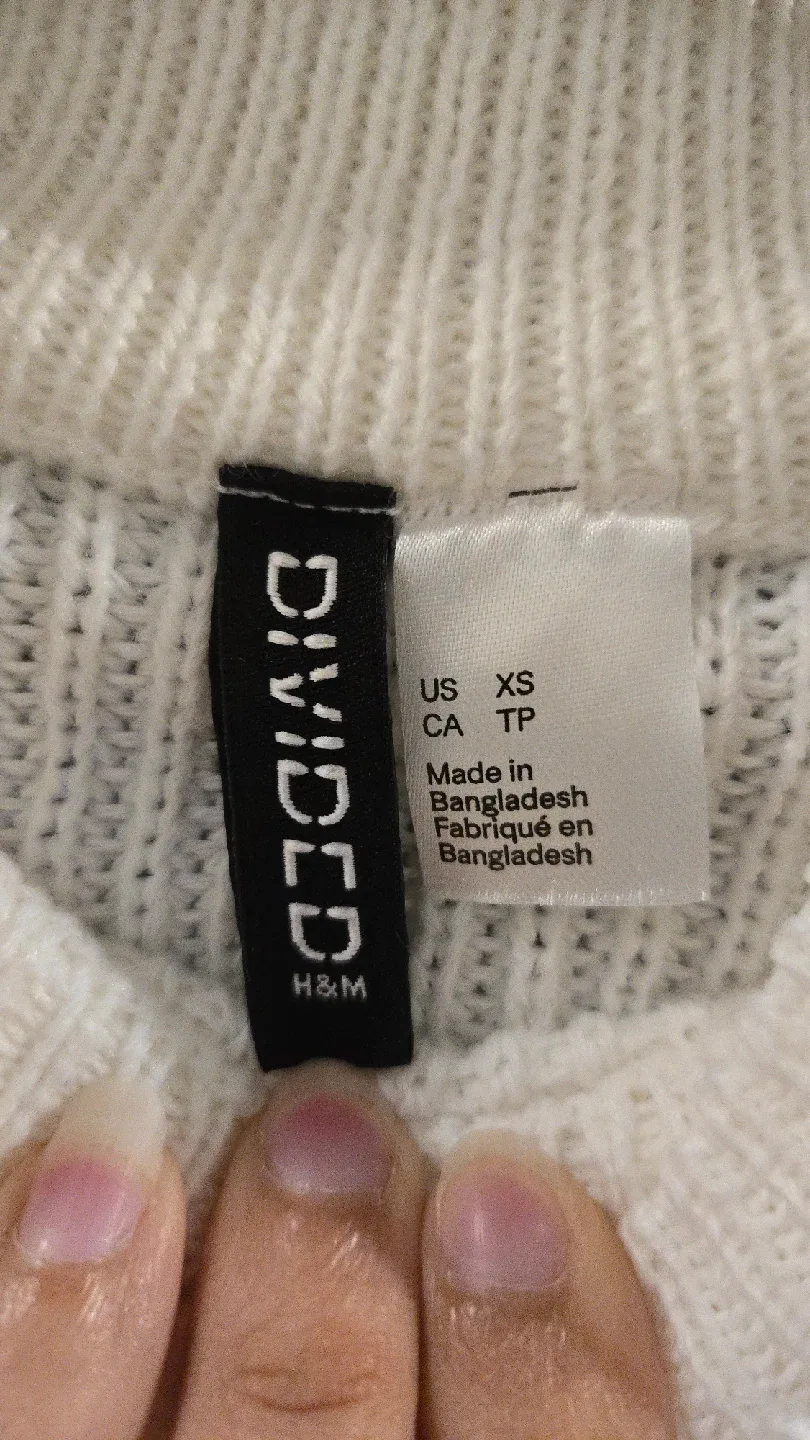 DIVIDED
H&M
US XS
CA TP
Made in
Bangladesh
Fabriqué en
Bangladesh